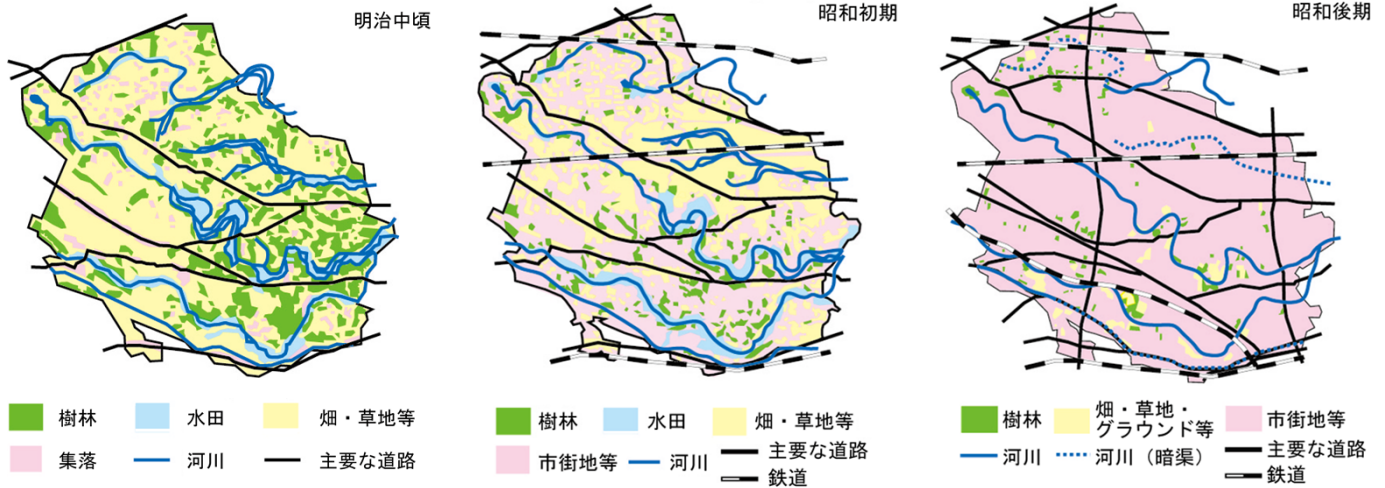 明治中頃
昭和初期
昭和後期
樹林
水田
畑・草地等
集落
河川
主要な道路
樹林
水田
畑・草地等
市街地等
河川
主要な道路
鉄道
樹林
畑・草地・
グラウンド等
市街地等
河川
河川（暗渠）
主要な道路
鉄道